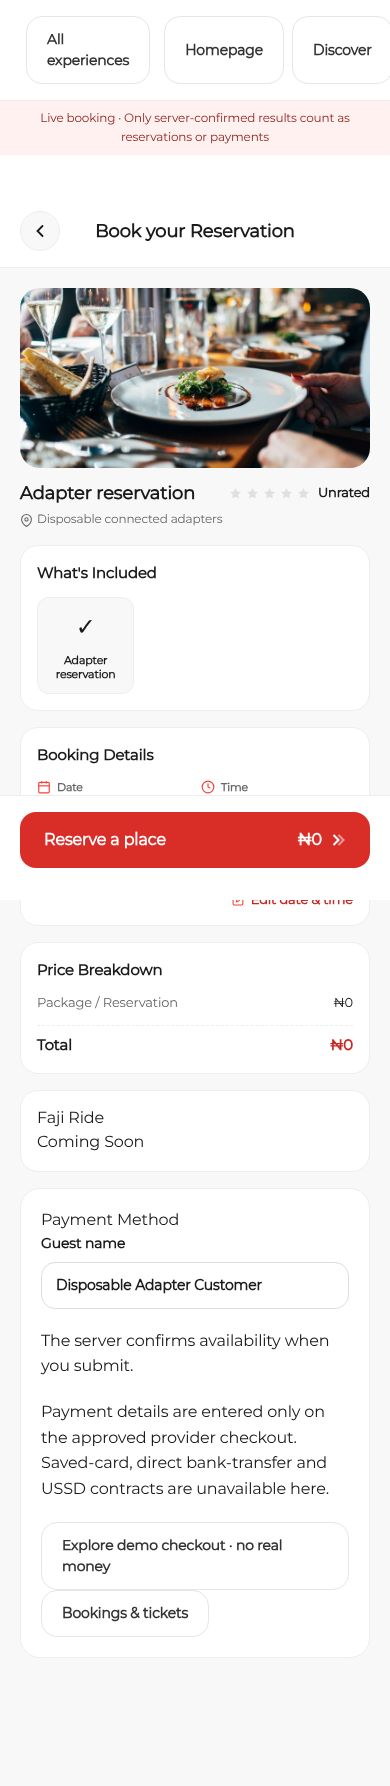 All
experiences
Homepage
Discover
Live booking · Only server-confirmed results count as
reservations or payments
Book your Reservation
Adapter reservation
Unrated
Disposable connected adapters
What's Included
✓
Adapter
reservation
Booking Details
Date
Time
Reserve a place
₦0
Edit date & time
Price Breakdown
Package / Reservation
₦0
Total
₦0
Faji Ride
Coming Soon
Payment Method
Guest name
Disposable Adapter Customer
The server confirms availability when
you submit.
Payment details are entered only on
the approved provider checkout.
Saved-card, direct bank-transfer and
USSD contracts are unavailable here.
Explore demo checkout · no real
money
Bookings & tickets